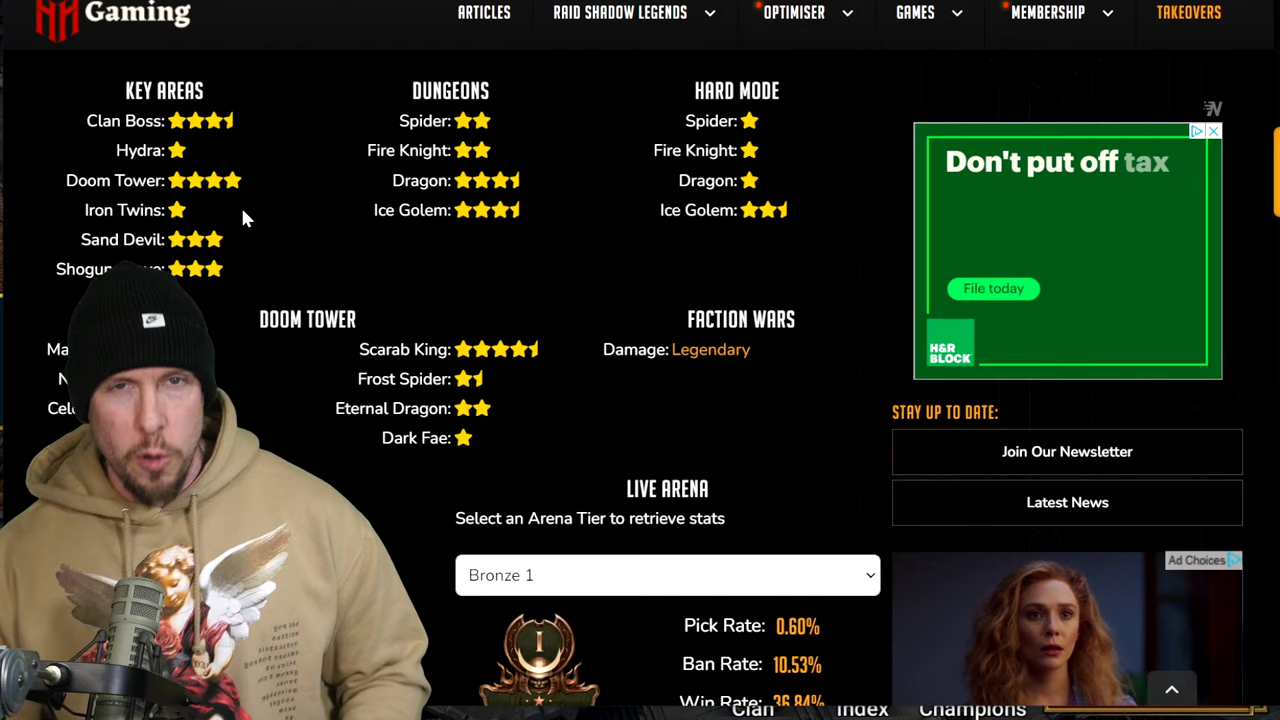 Gaming
ARTICLES
RAID SHADOW LEGENDS
OPTIMISER
GAMES
MEMBERSHIP
TAKEOVERS
KEY AREAS
Clan Boss:
Hydra:
Doom Tower:
Iron Twins:
Sand Devil:
DUNGEONS
Spider:
Fire Knight:
Dragon:
Ice Golem:
HARD MODE
Spider:
Fire Knight:
Dragon:
Ice Golem:
DOOM TOWER
Scarab King:
Frost Spider:
Eternal Dragon:
Dark Fae:
FACTION WARS
Damage: Legendary
LIVE ARENA
Select an Arena Tier to retrieve stats
Bronze 1
I
Pick Rate: 0.60%
Ban Rate: 10.53%
Win Rate: 36.84%
Don't put off tax
File today
H&R
BLOCK
STAY UP TO DATE:
Join Our Newsletter
Latest News
Ad Choices
Clan Index Champions